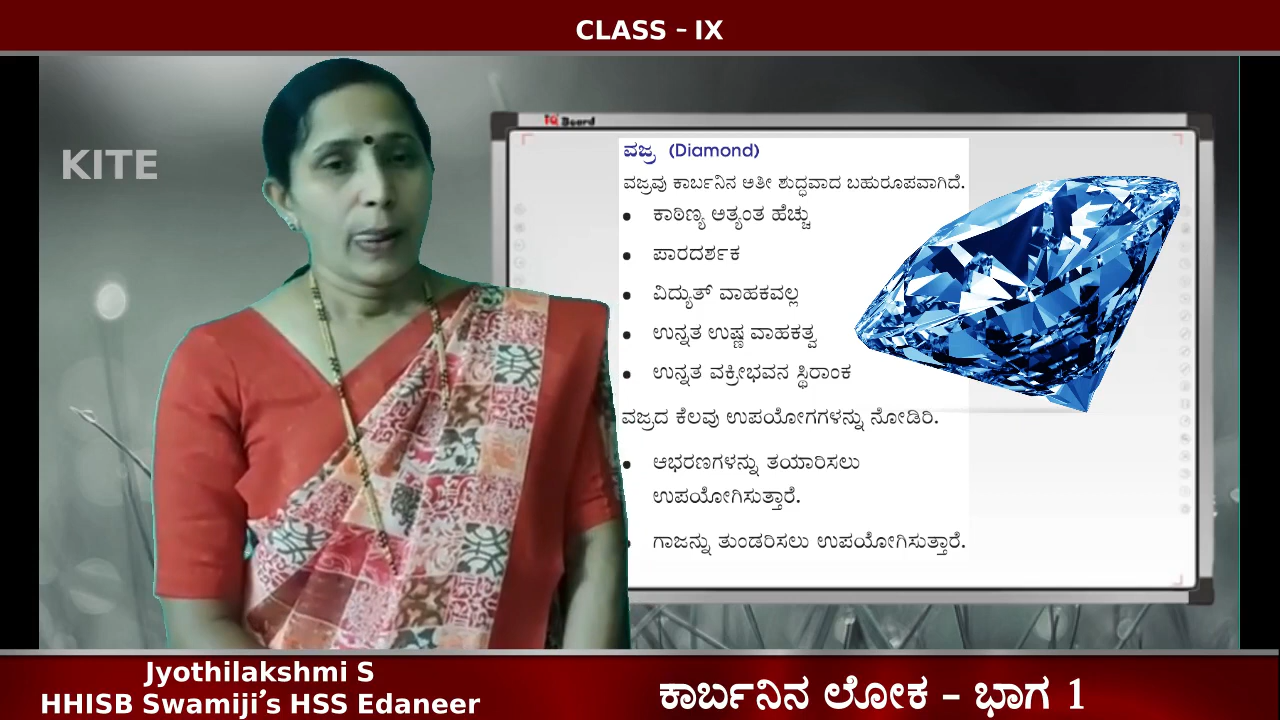 CLASS – IX
KITE
IQ Board
ವಜ್ರ (Diamond)
ವಜ್ರವು ಕಾರ್ಬನಿನ ಅತೀ ಶುದ್ಧವಾದ ಬಹುರೂಪವಾಗಿದೆ.
• ಕಾಠಿಣ್ಯ ಅತ್ಯಂತ ಹೆಚ್ಚು
• ಪಾರದರ್ಶಕ
• ವಿದ್ಯುತ್ ವಾಹಕವಲ್ಲ
• ಉನ್ನತ ಉಷ್ಣ ವಾಹಕತ್ವ
• ಉನ್ನತ ವಕ್ರೀಭವನ ಸ್ಥಿರಾಂಕ
ವಜ್ರದ ಕೆಲವು ಉಪಯೋಗಗಳನ್ನು ನೋಡಿರಿ.
• ಆಭರಣಗಳನ್ನು ತಯಾರಿಸಲು
ಉಪಯೋಗಿಸುತ್ತಾರೆ.
• ಗಾಜನ್ನು ತುಂಡರಿಸಲು ಉಪಯೋಗಿಸುತ್ತಾರೆ.
Jyothilakshmi S
HHISB Swamiji’s HSS Edaneer
ಕಾರ್ಬನಿನ ಲೋಕ – ಭಾಗ 1